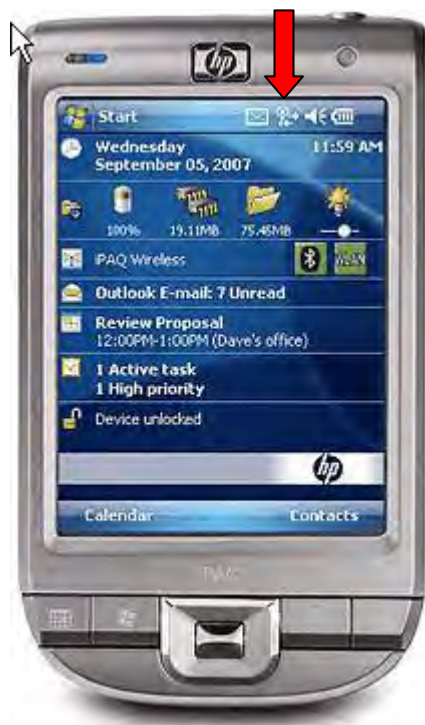 hp
Start
Wednesday 11:59 AM
September 05, 2007
100% 19.11MB 75.45MB
iPAQ Wireless WLAN
Outlook E-mail: 7 Unread
Review Proposal
12:00PM-1:00PM (Dave's office)
1 Active task
1 High priority
Device unlocked
hp
Calendar Contacts
iPAQ